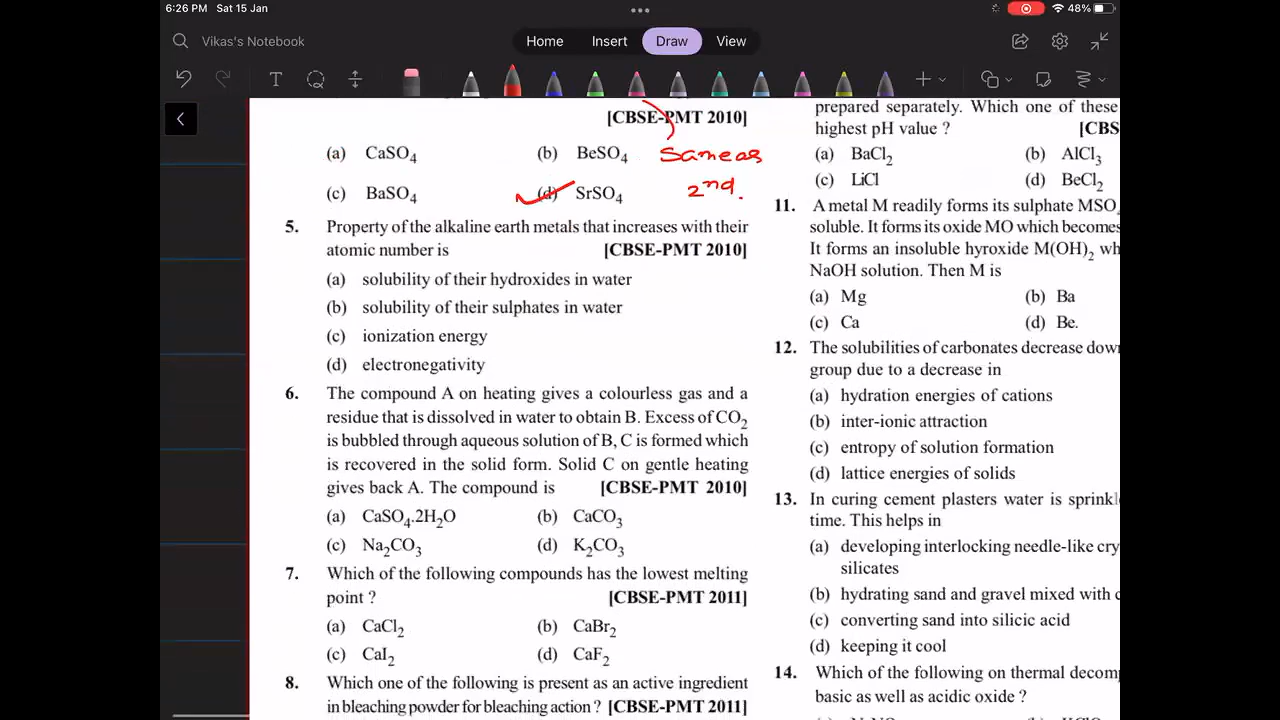 6:26 PM Sat 15 Jan
48%
Vikas's Notebook
Home Insert Draw View
[CBSE-PMT 2010]
(a) CaSO₄ (b) BeSO₄
Same as
(c) BaSO₄ (d) SrSO₄
2nd.
5. Property of the alkaline earth metals that increases with their
atomic number is [CBSE-PMT 2010]
(a) solubility of their hydroxides in water
(b) solubility of their sulphates in water
(c) ionization energy
(d) electronegativity
6. The compound A on heating gives a colourless gas and a
residue that is dissolved in water to obtain B. Excess of CO₂
is bubbled through aqueous solution of B, C is formed which
is recovered in the solid form. Solid C on gentle heating
gives back A. The compound is [CBSE-PMT 2010]
(a) CaSO₄.2H₂O (b) CaCO₃
(c) Na₂CO₃ (d) K₂CO₃
7. Which of the following compounds has the lowest melting
point ? [CBSE-PMT 2011]
(a) CaCl₂ (b) CaBr₂
(c) CaI₂ (d) CaF₂
8. Which one of the following is present as an active ingredient
in bleaching powder for bleaching action ? [CBSE-PMT 2011]
prepared separately. Which one of these
highest pH value ? [CBS
(a) BaCl₂ (b) AlCl₃
(c) LiCl (d) BeCl₂
11. A metal M readily forms its sulphate MSO
soluble. It forms its oxide MO which becomes
It forms an insoluble hyroxide M(OH)₂ wh
NaOH solution. Then M is
(a) Mg (b) Ba
(c) Ca (d) Be.
12. The solubilities of carbonates decrease down
group due to a decrease in
(a) hydration energies of cations
(b) inter-ionic attraction
(c) entropy of solution formation
(d) lattice energies of solids
13. In curing cement plasters water is sprinkl
time. This helps in
(a) developing interlocking needle-like cry
silicates
(b) hydrating sand and gravel mixed with c
(c) converting sand into silicic acid
(d) keeping it cool
14. Which of the following on thermal decomp
basic as well as acidic oxide ?